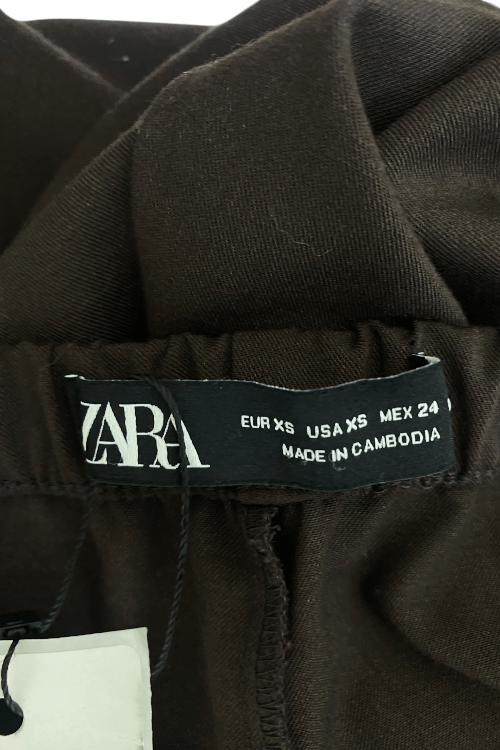 ZARA
EUR XS USA XS MEX 24
MADE IN CAMBODIA